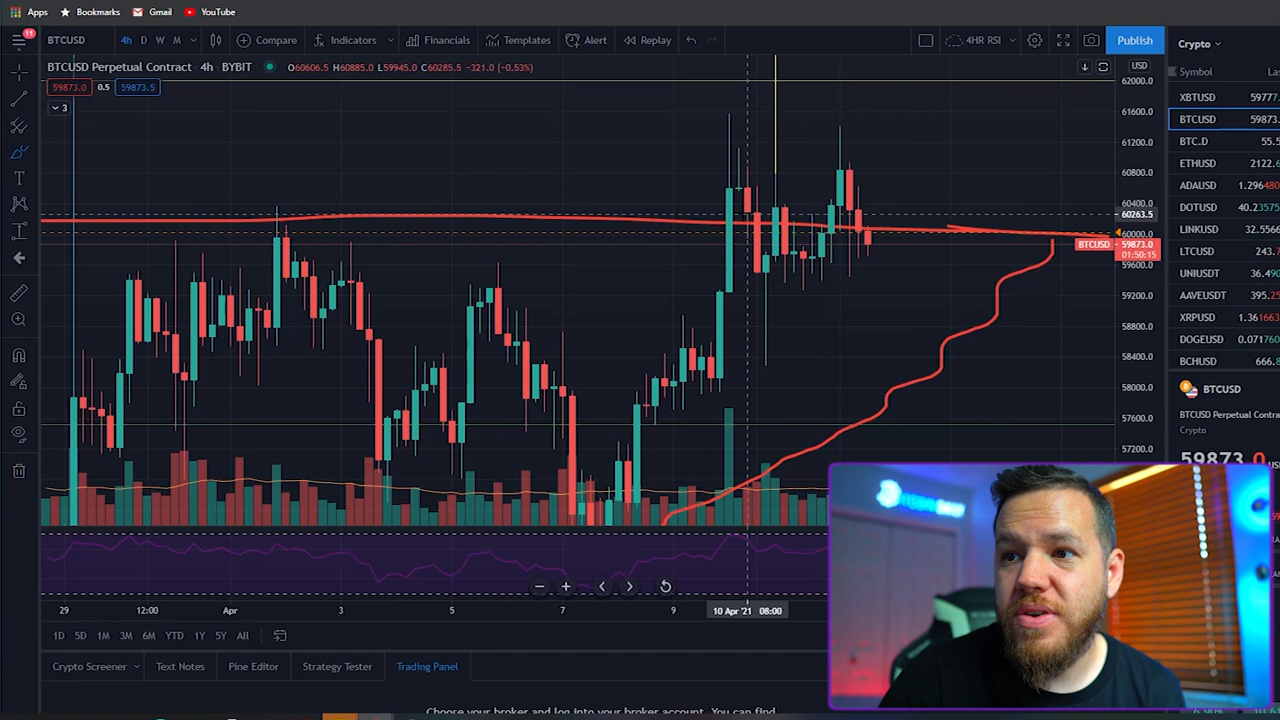 Apps Bookmarks Gmail YouTube
11
BTCUSD 4h D W M Compare Indicators Financials Templates Alert Replay 4HR RSI Publish Crypto
BTCUSD Perpetual Contract 4h BYBIT O60606.5 H60885.0 L59945.0 C60285.5 -321.0 (-0.53%) USD
59873.0 0.5 59873.5
3
62000.0
61600.0
61200.0
60800.0
60400.0
60263.5
60000.0
BTCUSD 59873.0
01:50:15
59600.0
59200.0
58800.0
58400.0
58000.0
57600.0
57200.0
Symbol Las
XBTUSD 59777.
BTCUSD 59873.
BTC.D 55.5
ETHUSD 2122.6
ADAUSD 1.296480
DOTUSD 40.23575
LINKUSD 32.5566
LTCUSD 243.7
UNIUSDT 36.490
AAVEUSDT 395.25
XRPUSD 1.361663
DOGEUSD 0.071760
BCHUSD 666.8
BTCUSD
BTCUSD Perpetual Contra
Crypto
59873.0
29 12:00 Apr 3 5 7 9 10 Apr '21 08:00
1D 5D 1M 3M 6M YTD 1Y 5Y All
Crypto Screener Text Notes Pine Editor Strategy Tester Trading Panel
Choose your broker and log into your broker account. You can find